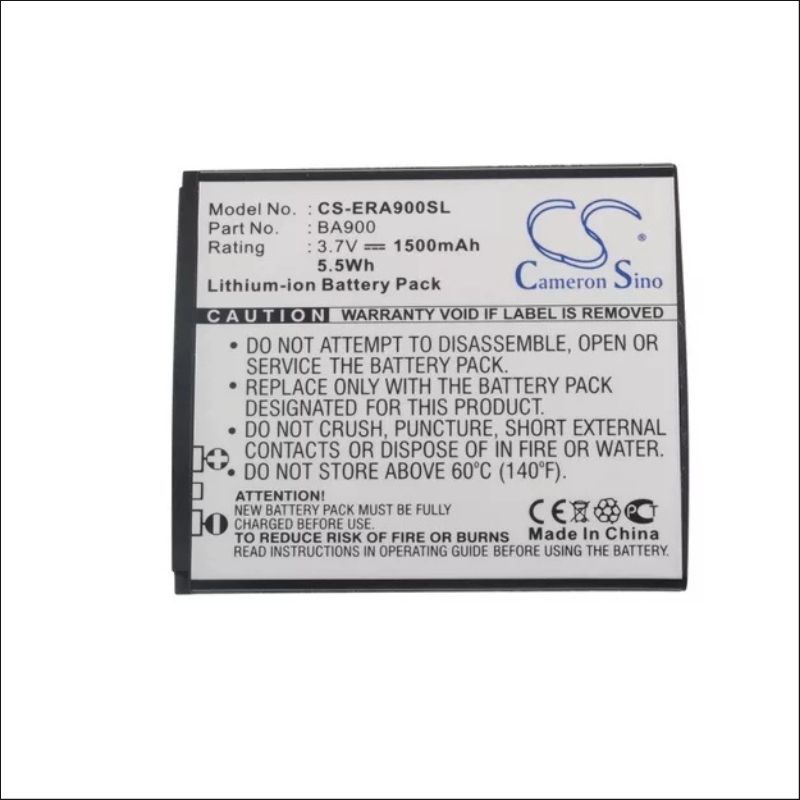 Model No. : CS-ERA900SL
Part No. : BA900
Rating : 3.7V ⎓ 1500mAh
5.5Wh
Lithium-ion Battery Pack
CS
Cameron Sino
CAUTION WARRANTY VOID IF LABEL IS REMOVED
• DO NOT ATTEMPT TO DISASSEMBLE, OPEN OR
SERVICE THE BATTERY PACK.
• REPLACE ONLY WITH THE BATTERY PACK
DESIGNATED FOR THIS PRODUCT.
• DO NOT CRUSH, PUNCTURE, SHORT EXTERNAL
CONTACTS OR DISPOSE OF IN FIRE OR WATER.
• DO NOT STORE ABOVE 60°C (140°F).
ATTENTION!
NEW BATTERY PACK MUST BE FULLY
CHARGED BEFORE USE.
TO REDUCE RISK OF FIRE OR BURNS
READ INSTRUCTIONS IN OPERATING GUIDE BEFORE USE.
CE
Made In China